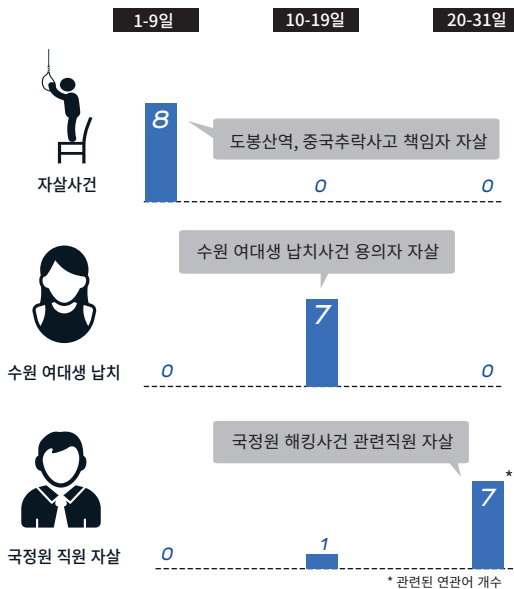 1-9일 10-19일 20-31일
8
도봉산역, 중국추락사고 책임자 자살
자살사건
0 0
수원 여대생 납치사건 용의자 자살
7
수원 여대생 납치
0 0
국정원 해킹사건 관련직원 자살
*
7
국정원 직원 자살
0 1
* 관련된 연관어 개수